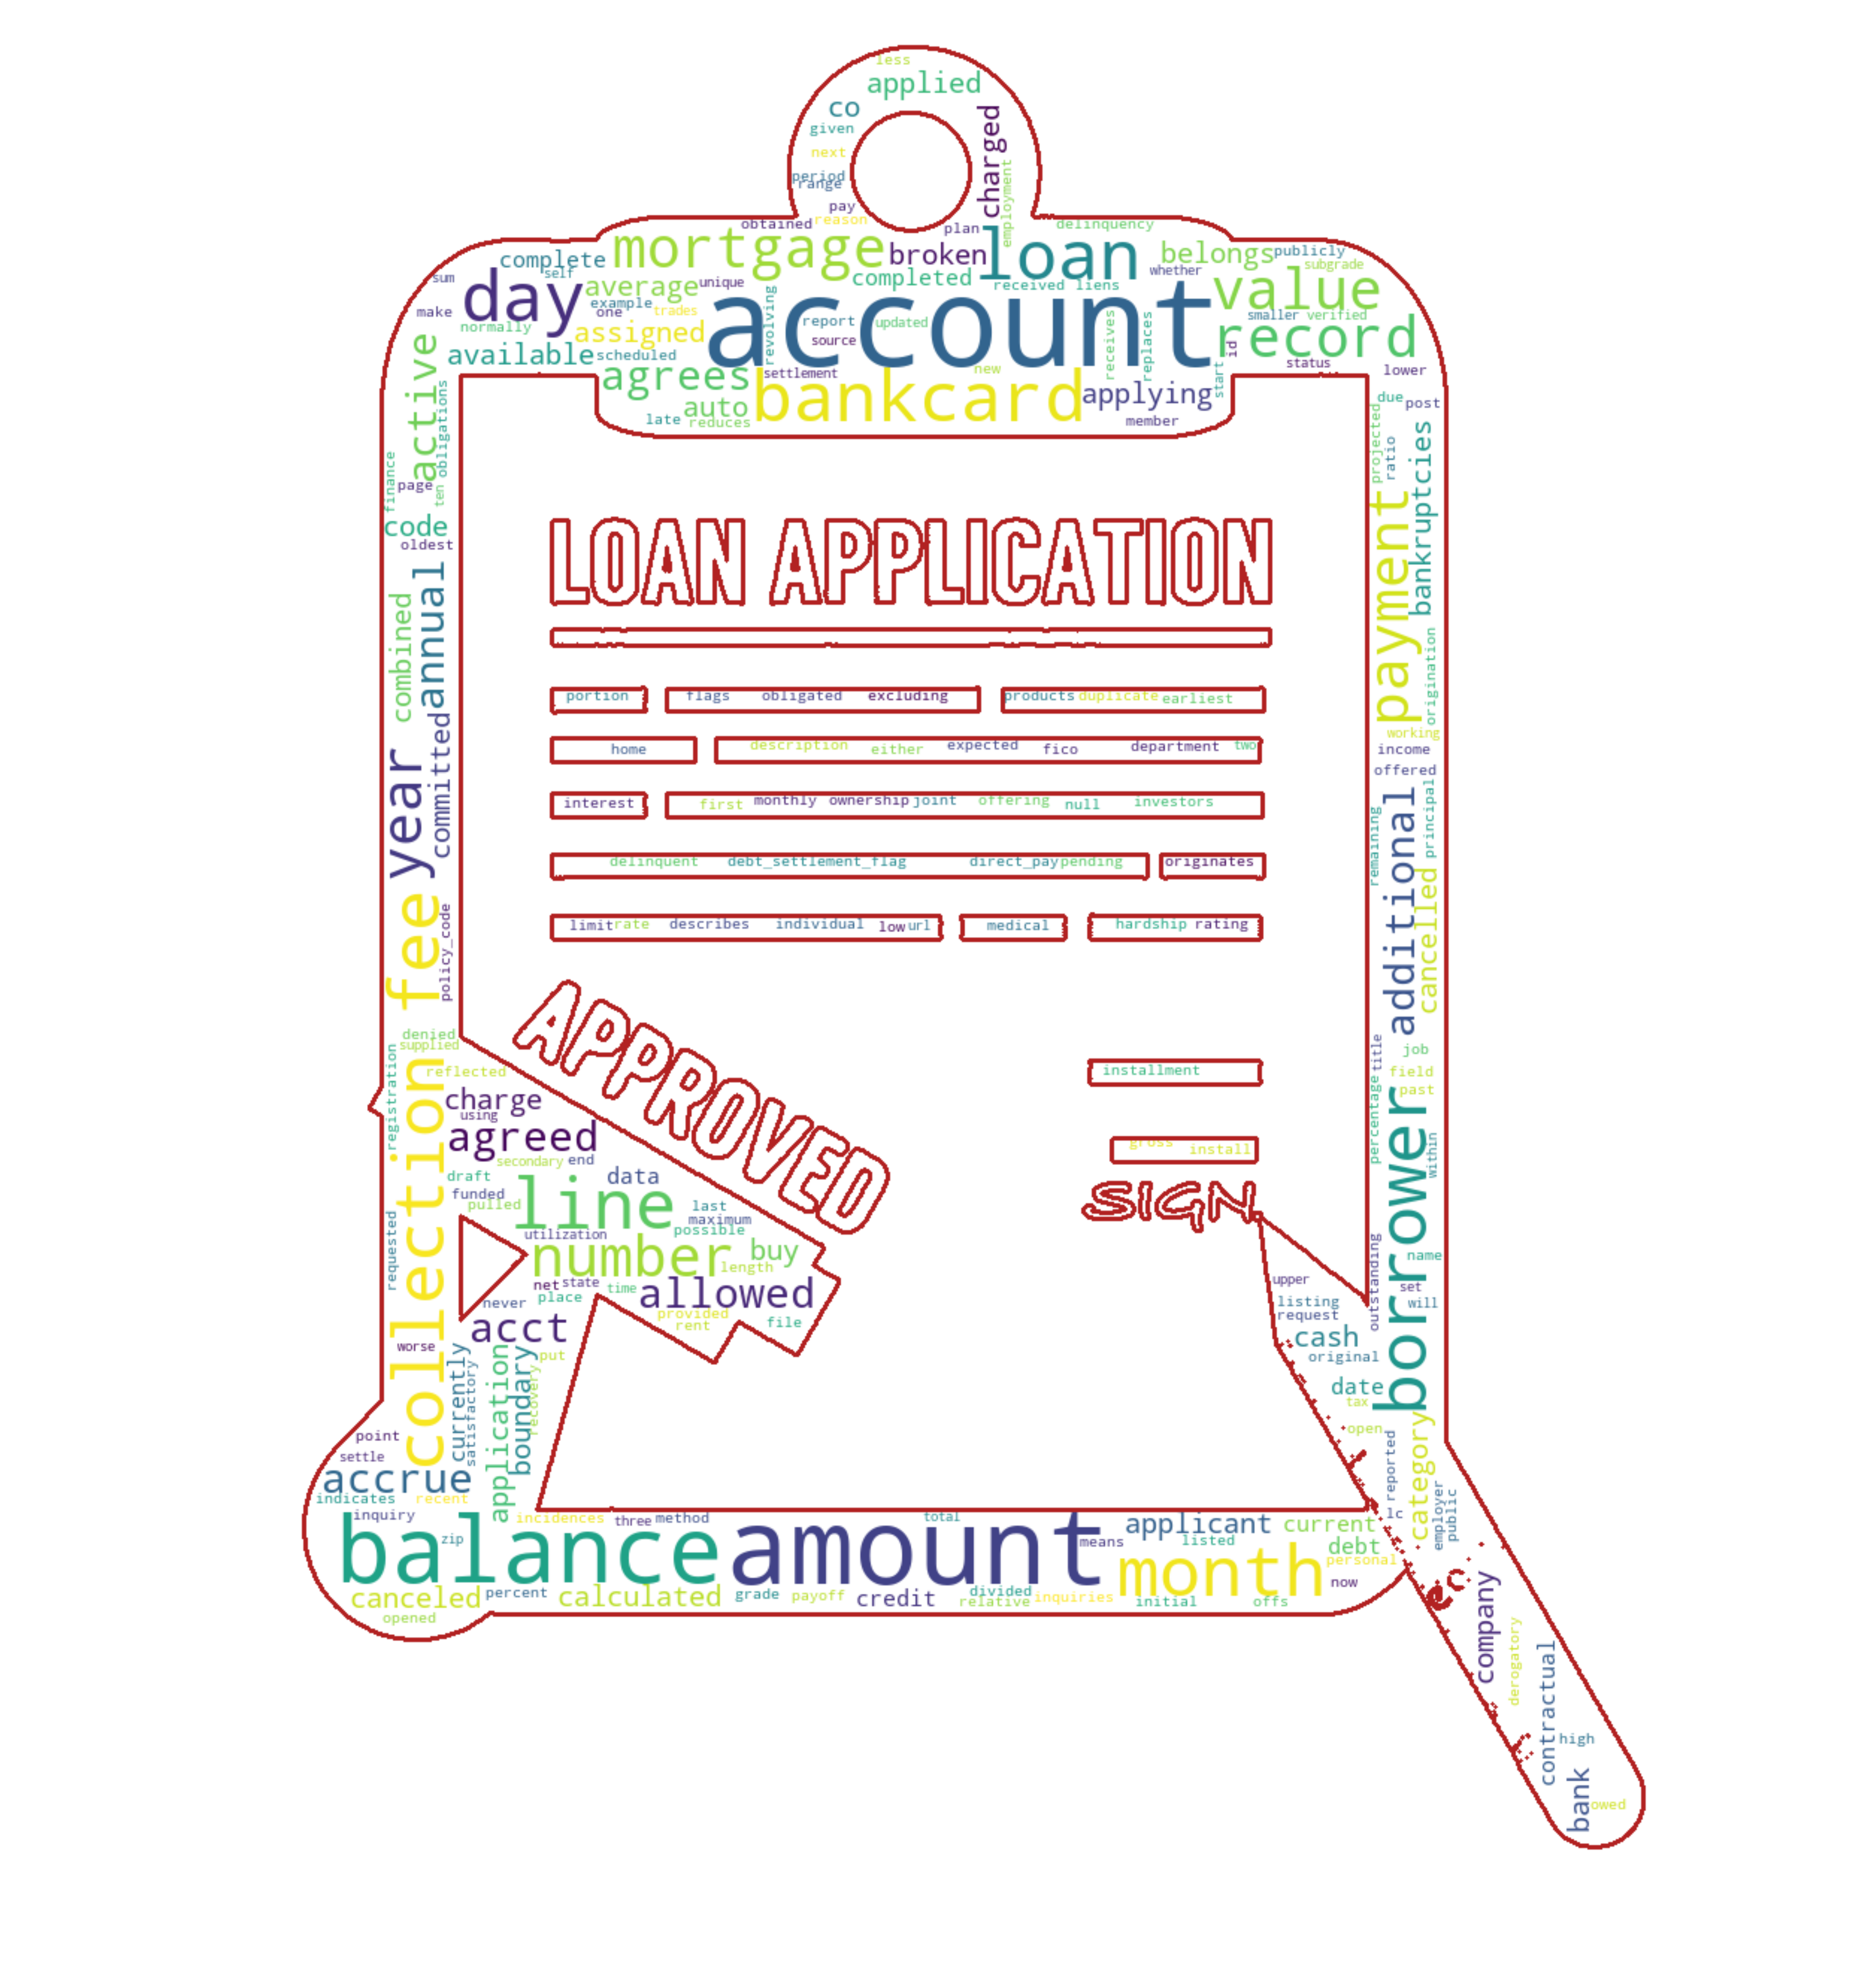 less
applied
co
given
charged
next
period
range
employment
pay
obtained reason
plan
delinquency
mortgage broken loan belongs publicly
complete
self
sum
completed
whether
subgrade
day average unique
received liens
value
example trades
make
one
account
revolving
report updated
source
receives
replaces
smaller verified
normally assigned
record
id
available scheduled
status
active
agrees settlement
new
start
lower
obligations
bankcard applying
auto
late reduces
member
due post
projected
ratio
bankruptcies
finance
page
ten
code
oldest
payment
LOAN APPLICATION
combined
annual
origination
portion flags obligated excluding products duplicate earliest
committed
working
home description either expected fico department two
income
year
offered
interest first monthly ownership joint offering null investors
additional
principal
remaining
delinquent debt_settlement_flag direct_pay pending originates
cancelled
fee
policy_code
limit rate describes individual low url medical hardship rating
APPROVED
denied
supplied
title
job
registration
collection
reflected
installment
field
percentage
past
charge
using
agreed
borrower
gross install
within
secondary end
draft
data
funded
pulled
line
last
SIGN
maximum
possible
utilization
requested
number buy
length
outstanding
name
net state
time
allowed
upper
set
never
place
listing
will
provided
request
rent
file
acct
cash
worse
currently
satisfactory
application
boundary
put
recovery
original
date
tax
point
open
category
settle
reported
accrue
indicates recent
lc
employer
public
inquiry
incidences three method
total
applicant current
balance
zip
amount
means
listed
debt
month personal
canceled percent calculated grade payoff credit divided
relative inquiries
initial
offs
now
opened
company
derogatory
contractual
high
bank
owed